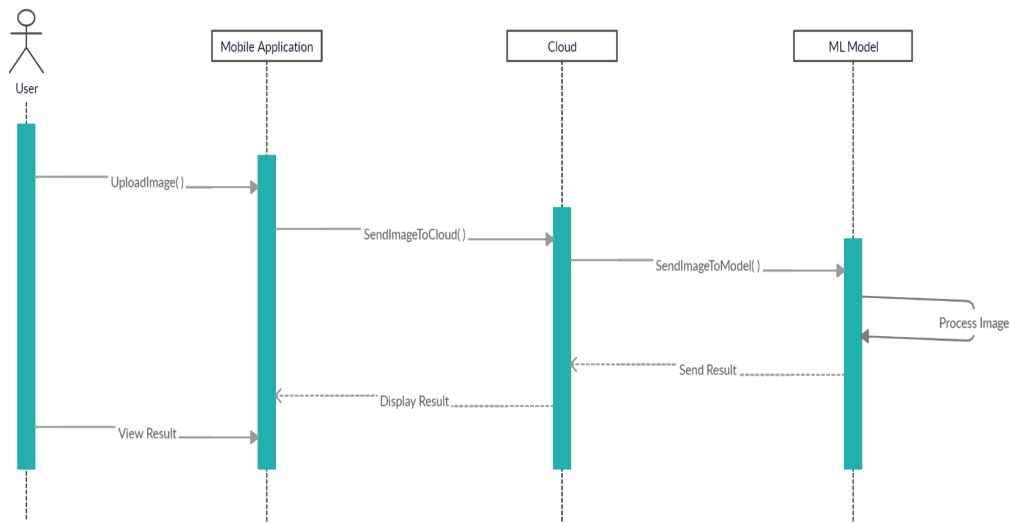 User
Mobile Application
Cloud
ML Model
UploadImage( )
SendImageToCloud( )
SendImageToModel( )
Process Image
Send Result
Display Result
View Result